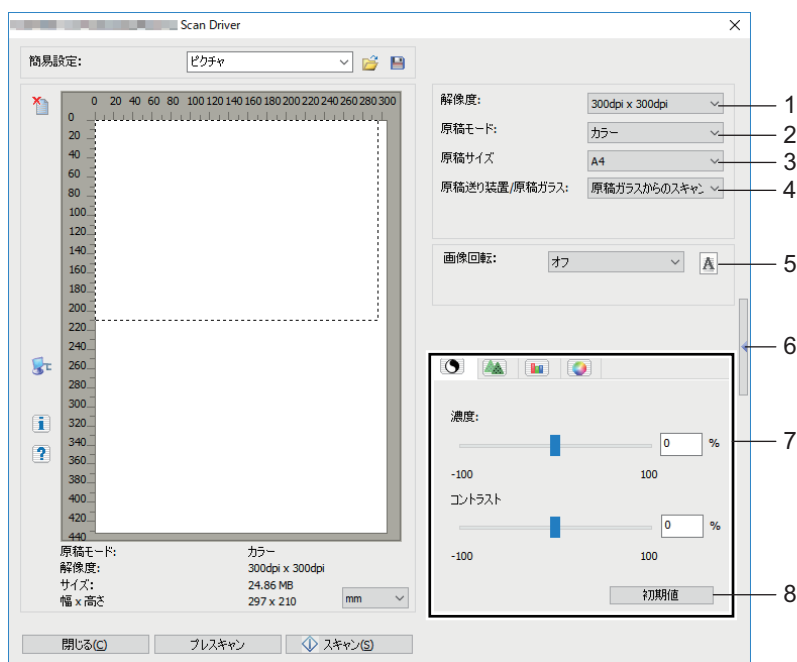 Scan Driver
簡易設定: ピクチャ
0 20 40 60 80 100 120 140 160 180 200 220 240 260 280 300
0
20
40
60
80
100
120
140
160
180
200
220
240
260
280
300
320
340
360
380
400
420
440
原稿モード: カラー
解像度: 300dpi x 300dpi
サイズ: 24.86 MB
幅 x 高さ 297 x 210 mm
閉じる(C) プレスキャン スキャン(S)
解像度: 300dpi x 300dpi 1
原稿モード: カラー 2
原稿サイズ A4 3
原稿送り装置/原稿ガラス: 原稿ガラスからのスキャン 4
画像回転: オフ A 5
6
濃度:
0 %
7
-100 100
コントラスト
0 %
-100 100
初期値 8